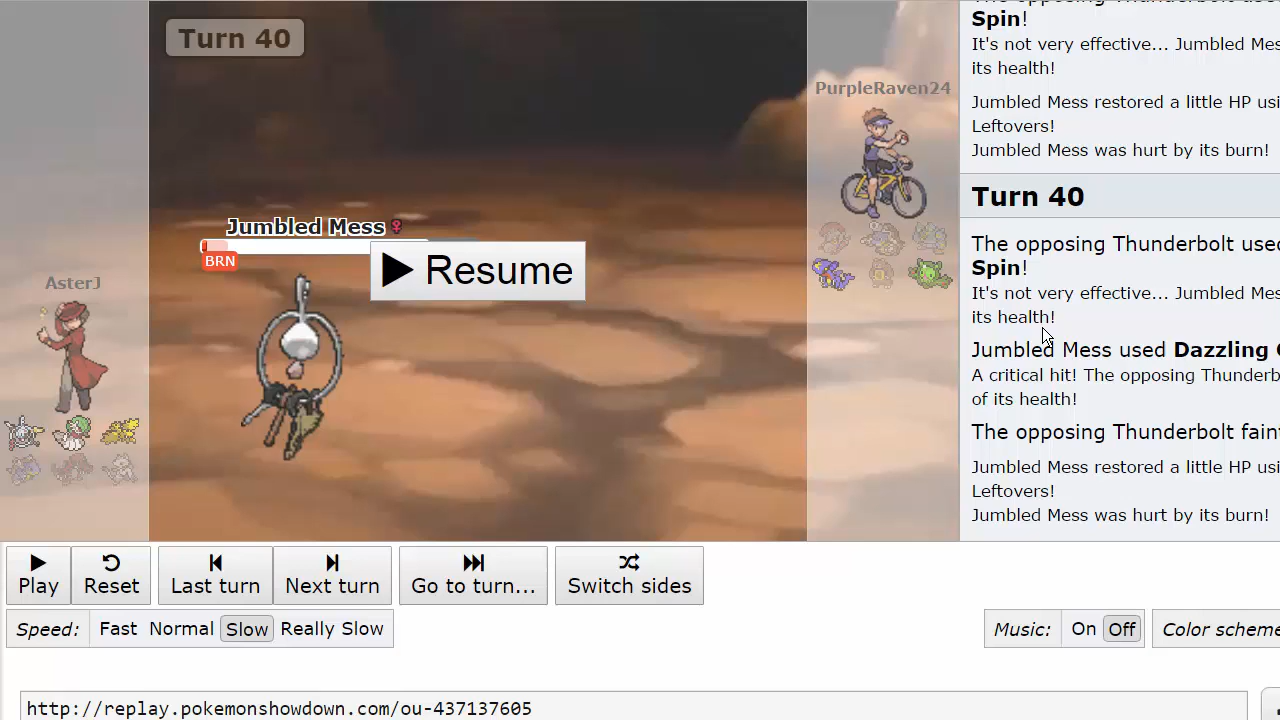 Turn 40
Jumbled Mess ♀
BRN
Resume
AsterJ
PurpleRaven24
Spin!
It's not very effective... Jumbled Mes
its health!
Jumbled Mess restored a little HP usi
Leftovers!
Jumbled Mess was hurt by its burn!
Turn 40
The opposing Thunderbolt used
Spin!
It's not very effective... Jumbled Mes
its health!
Jumbled Mess used Dazzling
A critical hit! The opposing Thunderb
of its health!
The opposing Thunderbolt faint
Jumbled Mess restored a little HP usi
Leftovers!
Jumbled Mess was hurt by its burn!
Play Reset Last turn Next turn Go to turn... Switch sides
Speed: Fast Normal Slow Really Slow Music: On Off Color scheme
http://replay.pokemonshowdown.com/ou-437137605